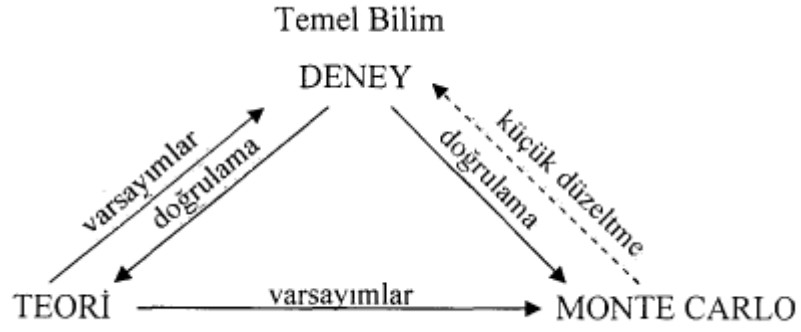 Temel Bilim
DENEY
varsayımlar
doğrulama
doğrulama
küçük düzeltme
TEORİ
varsayımlar
MONTE CARLO